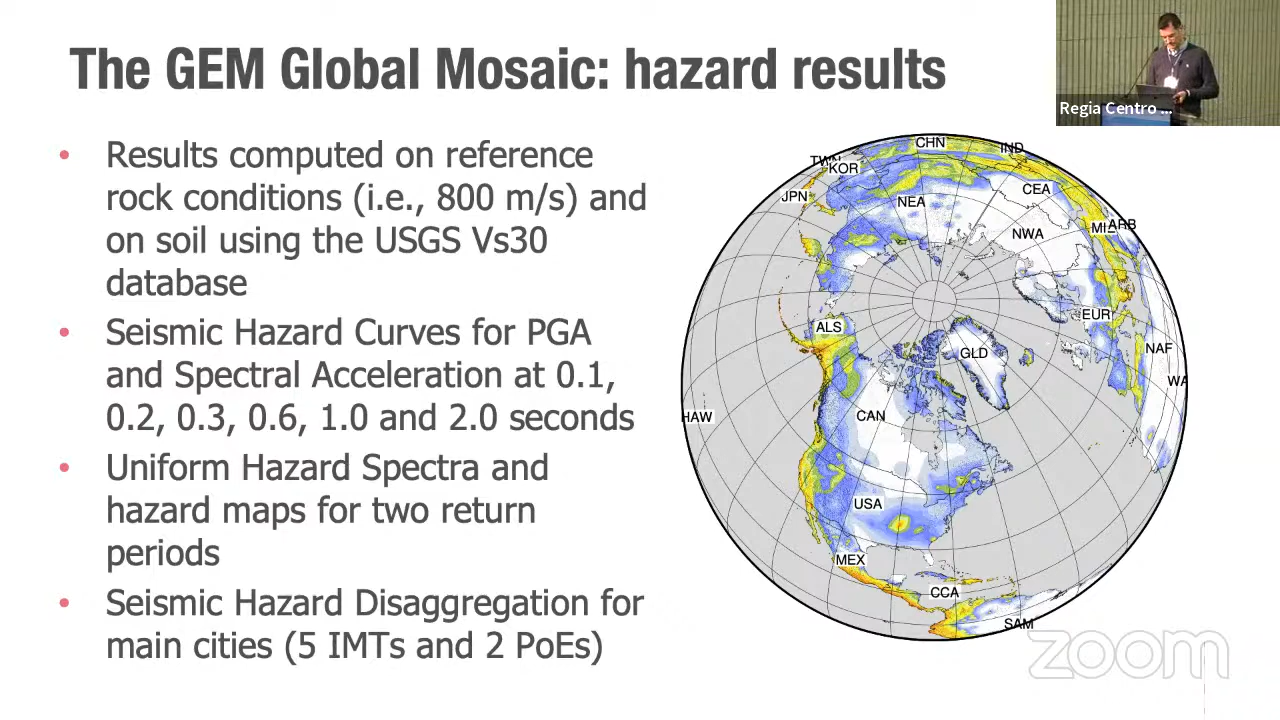 The GEM Global Mosaic: hazard results
Regia Centro ...
• Results computed on reference
rock conditions (i.e., 800 m/s) and
on soil using the USGS Vs30
database
• Seismic Hazard Curves for PGA
and Spectral Acceleration at 0.1,
0.2, 0.3, 0.6, 1.0 and 2.0 seconds
• Uniform Hazard Spectra and
hazard maps for two return
periods
• Seismic Hazard Disaggregation for
main cities (5 IMTs and 2 PoEs)
CHN
IND
KOR
JPN
CEA
NEA
ARB
NWA
EUR
ALS
NAF
GLD
HAW
CAN
USA
MEX
CCA
SAM
zoom